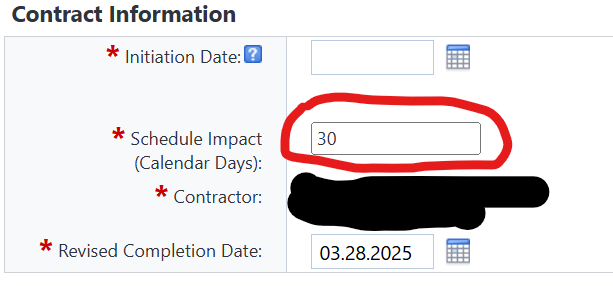 Contract Information
* Initiation Date: ?
* Schedule Impact 30
(Calendar Days):
* Contractor:
* Revised Completion Date: 03.28.2025